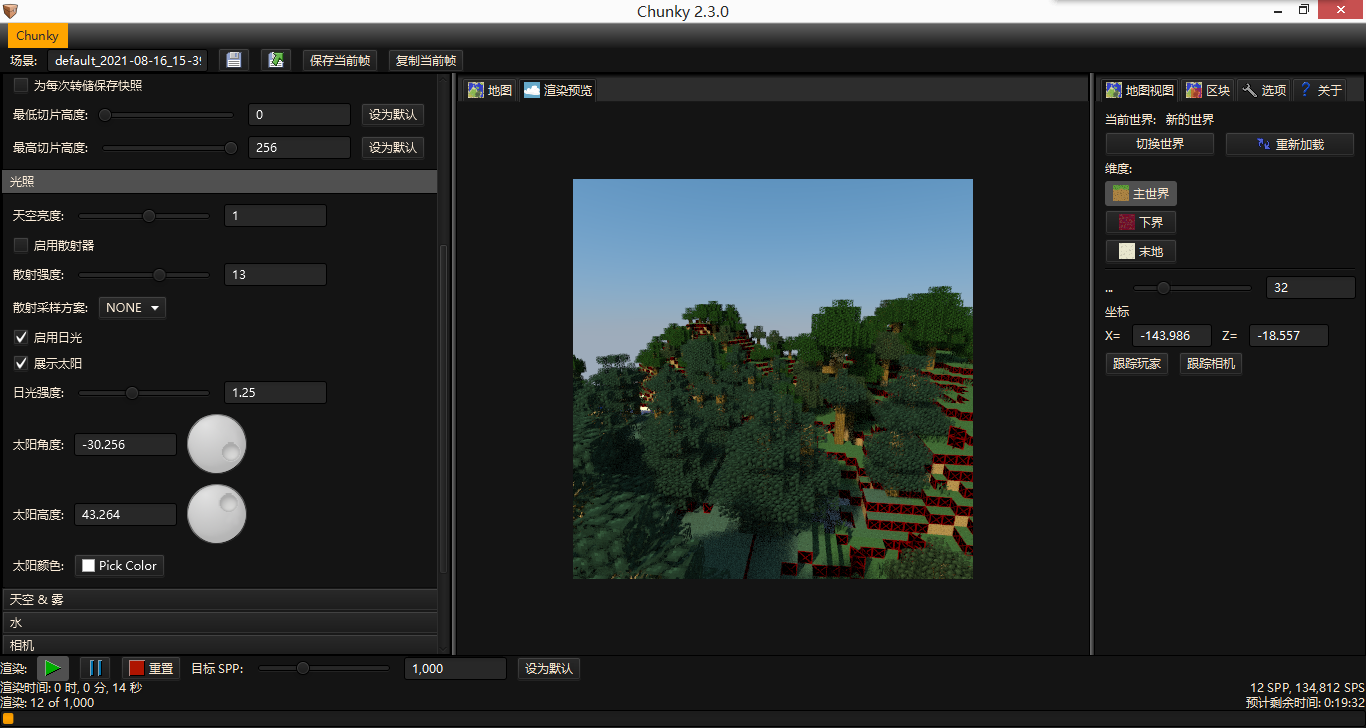 Chunky 2.3.0
Chunky
场景: default_2021-08-16_15-39
保存当前帧 复制当前帧
为每次转储保存快照
最低切片高度: 0 设为默认
最高切片高度: 256 设为默认
光照
天空亮度: 1
启用散射器
散射强度: 13
散射采样方案: NONE
启用日光
展示太阳
日光强度: 1.25
太阳角度: -30.256
太阳高度: 43.264
太阳颜色: Pick Color
天空 & 雾
水
相机
地图 渲染预览
地图视图 区块 选项 ? 关于
当前世界: 新的世界
切换世界 重新加载
维度:
主世界
下界
末地
... 32
坐标
X= -143.986 Z= -18.557
跟踪玩家 跟踪相机
渲染: 重置 目标 SPP: 1,000 设为默认
渲染时间: 0 时, 0 分, 14 秒
渲染: 12 of 1,000
12 SPP, 134,812 SPS
预计剩余时间: 0:19:32